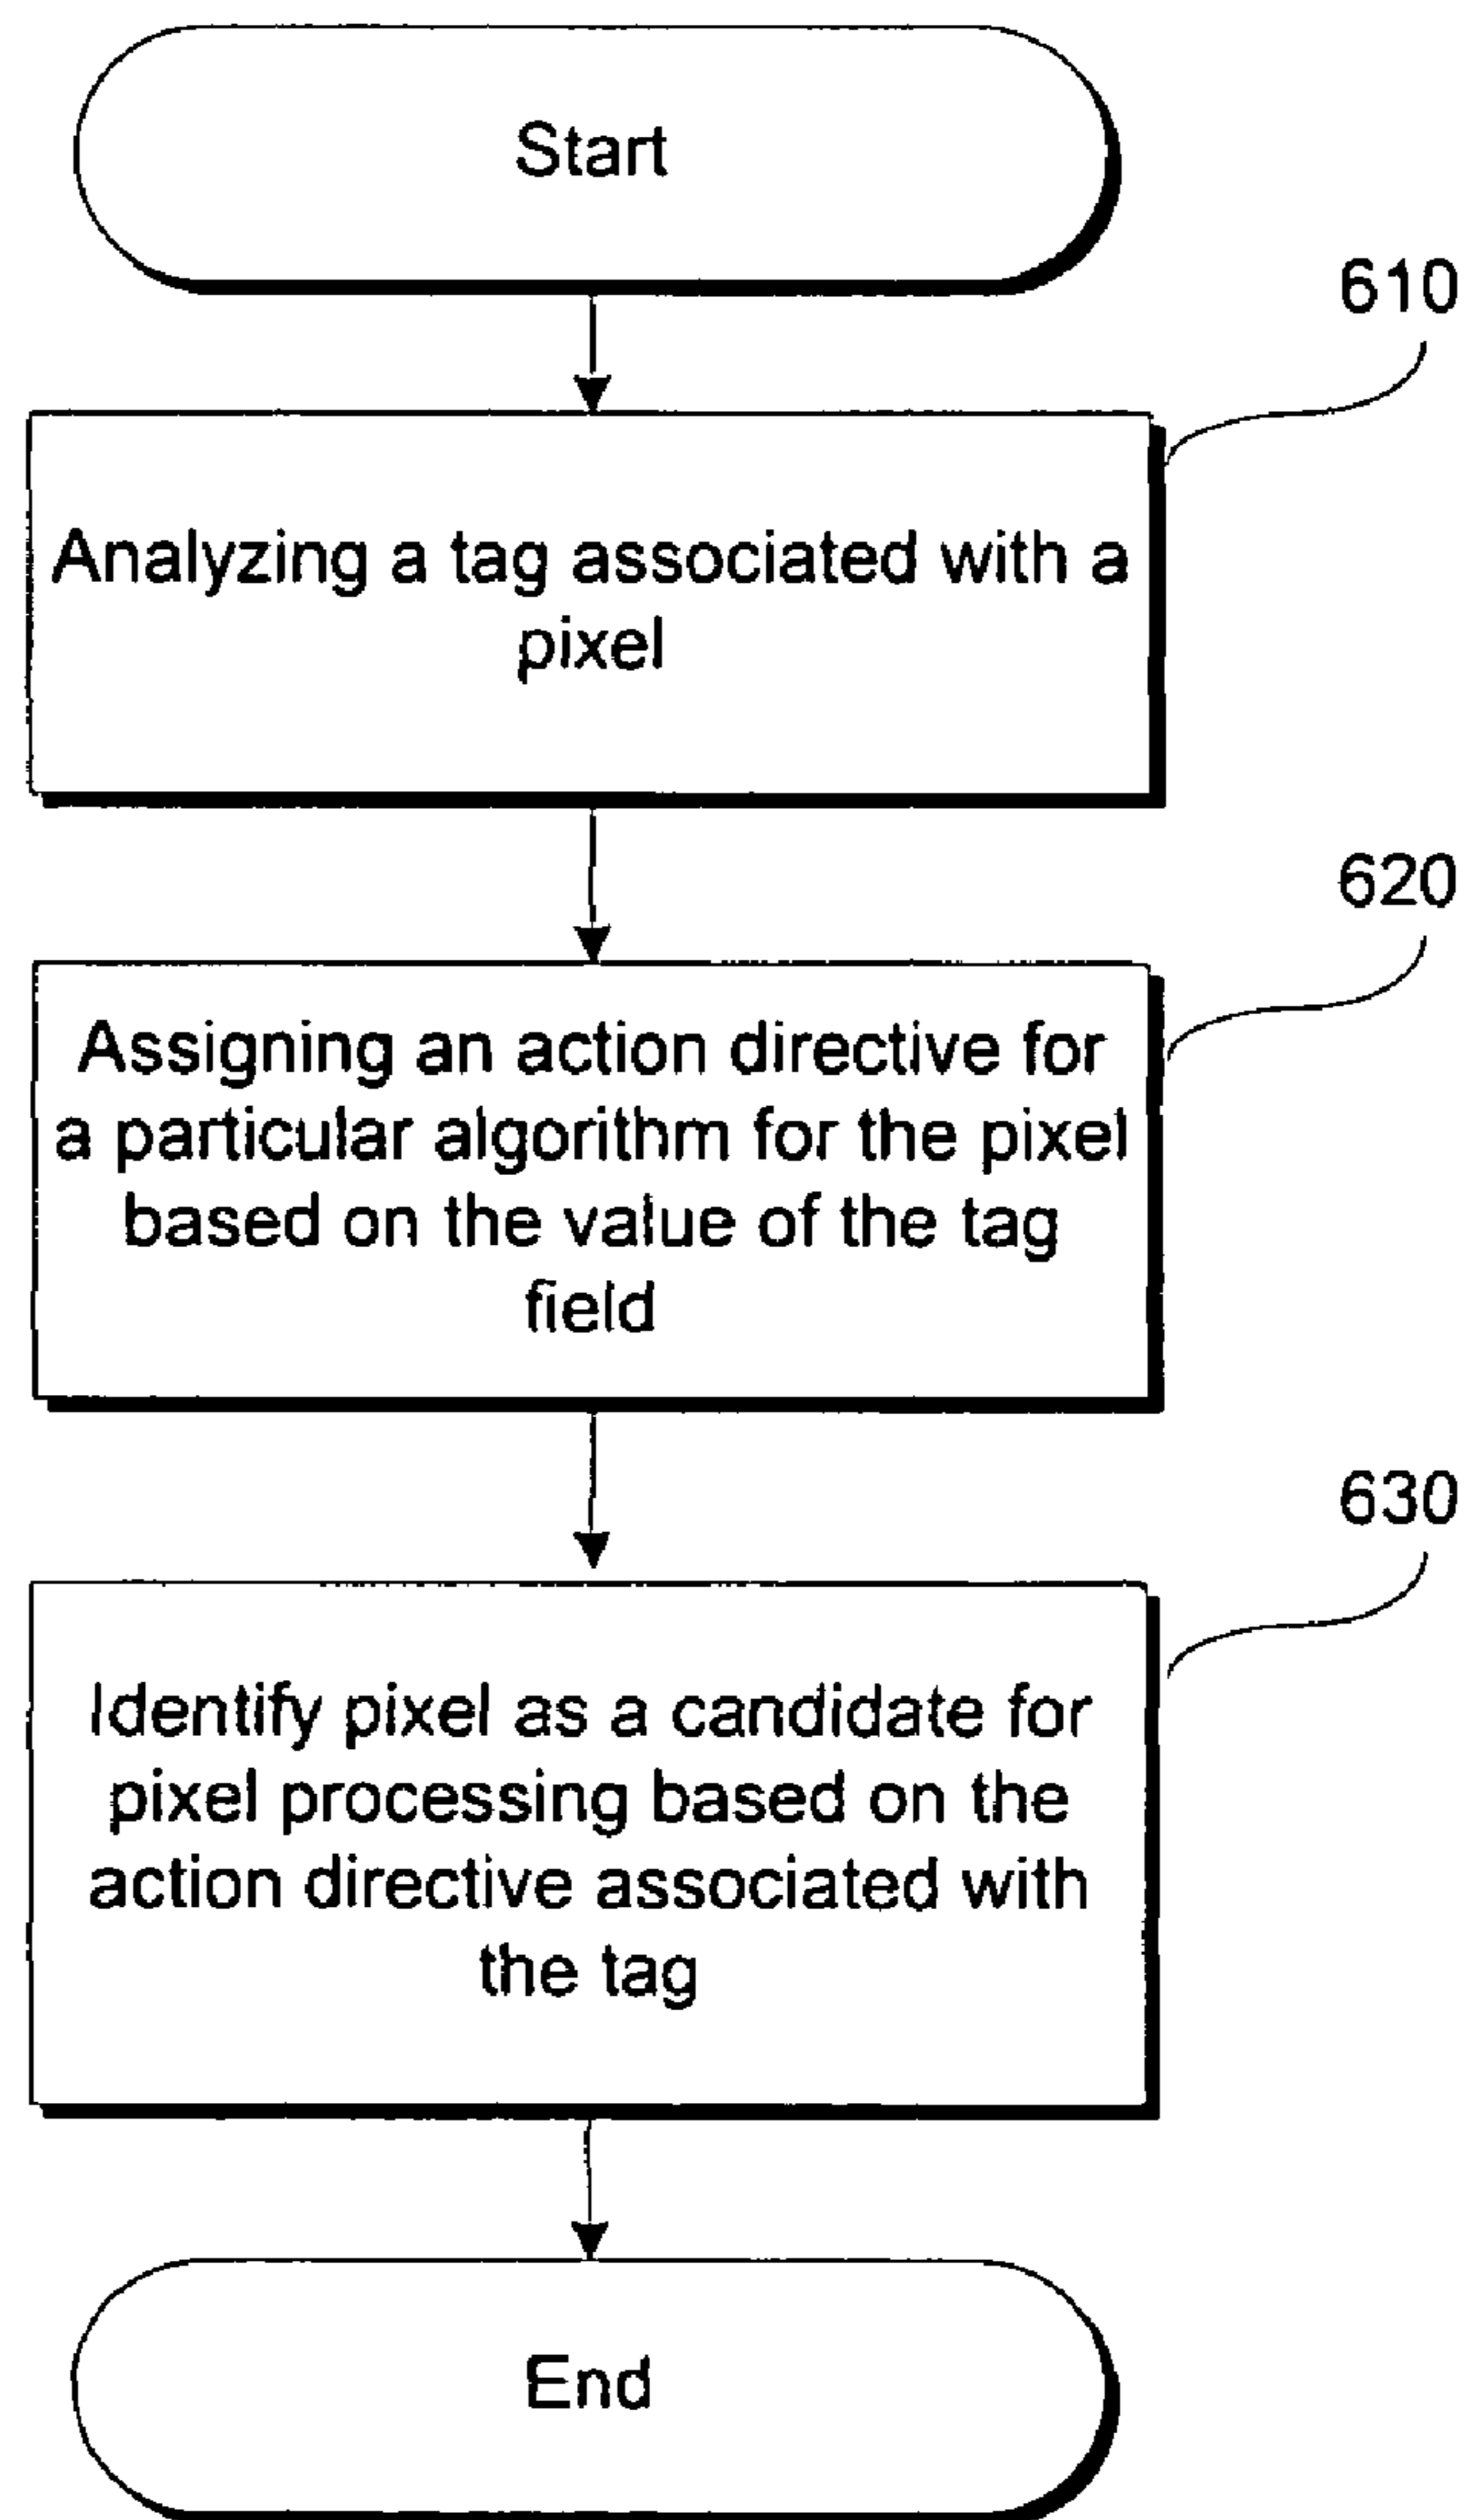 Start
610
Analyzing a tag associated with a
pixel
620
Assigning an action directive for
a particular algorithm for the pixel
based on the value of the tag
field
630
Identify pixel as a candidate for
pixel processing based on the
action directive associated with
the tag
End